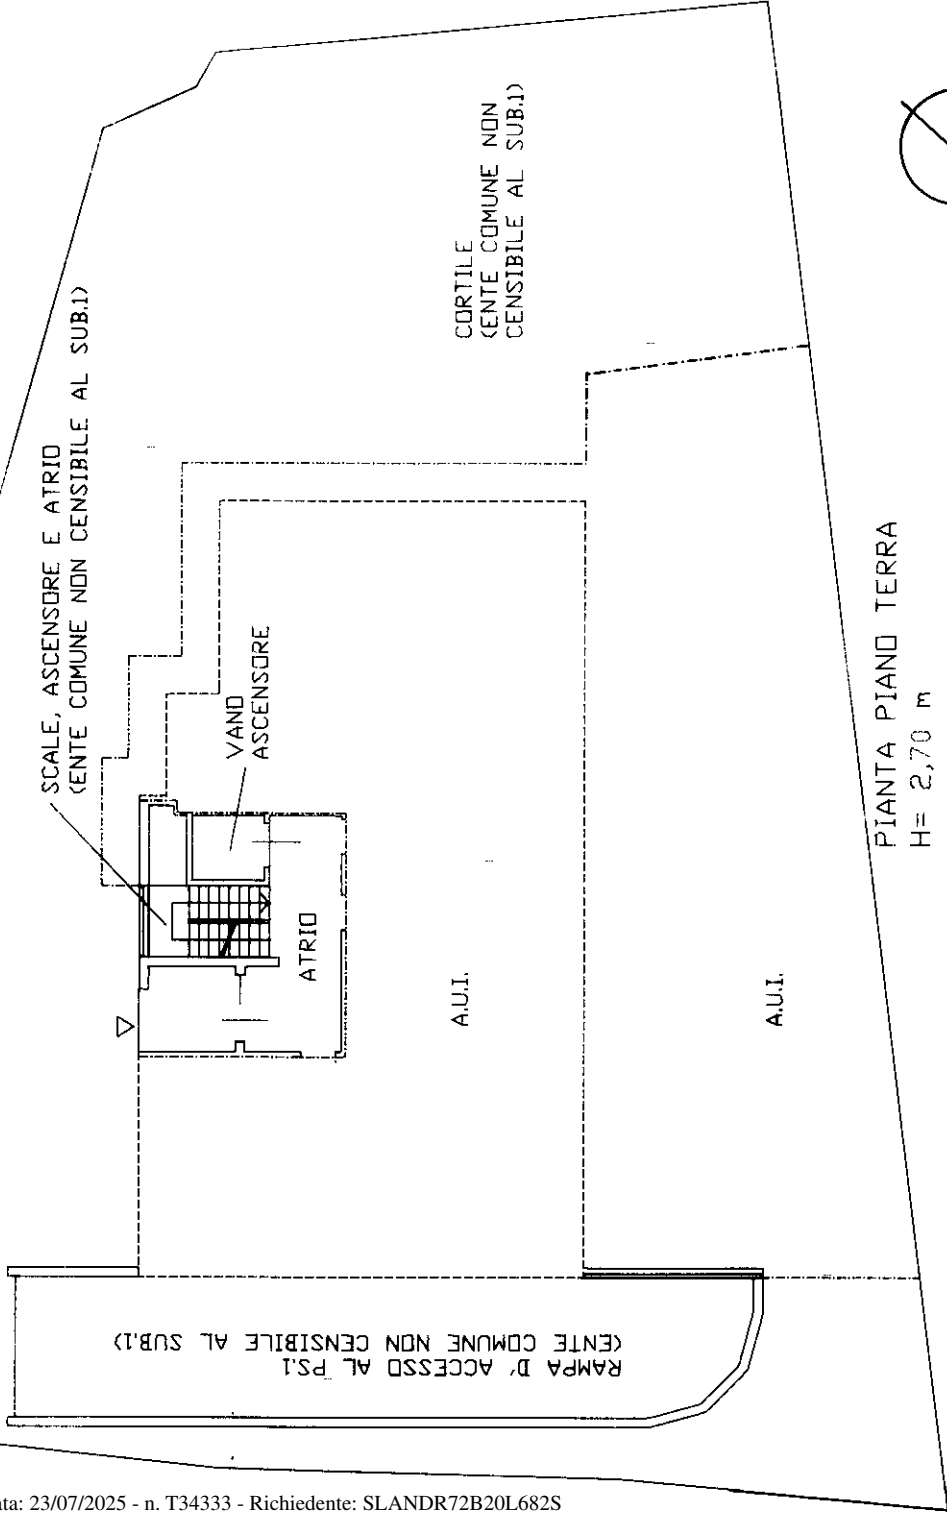 SCALE, ASCENSORE E ATRIO
(ENTE COMUNE NON CENSIBILE AL SUB.1)
CORTILE
(ENTE COMUNE NON
CENSIBILE AL SUB.1)
VANO
ASCENSORE
ATRIO
A.U.I.
A.U.I.
RAMPA D' ACCESSO AL PS.1
(ENTE COMUNE NON CENSIBILE AL SUB.1)
PIANTA PIANO TERRA
H= 2,70 m
ata: 23/07/2025 - n. T34333 - Richiedente: SLANDR72B20L682S